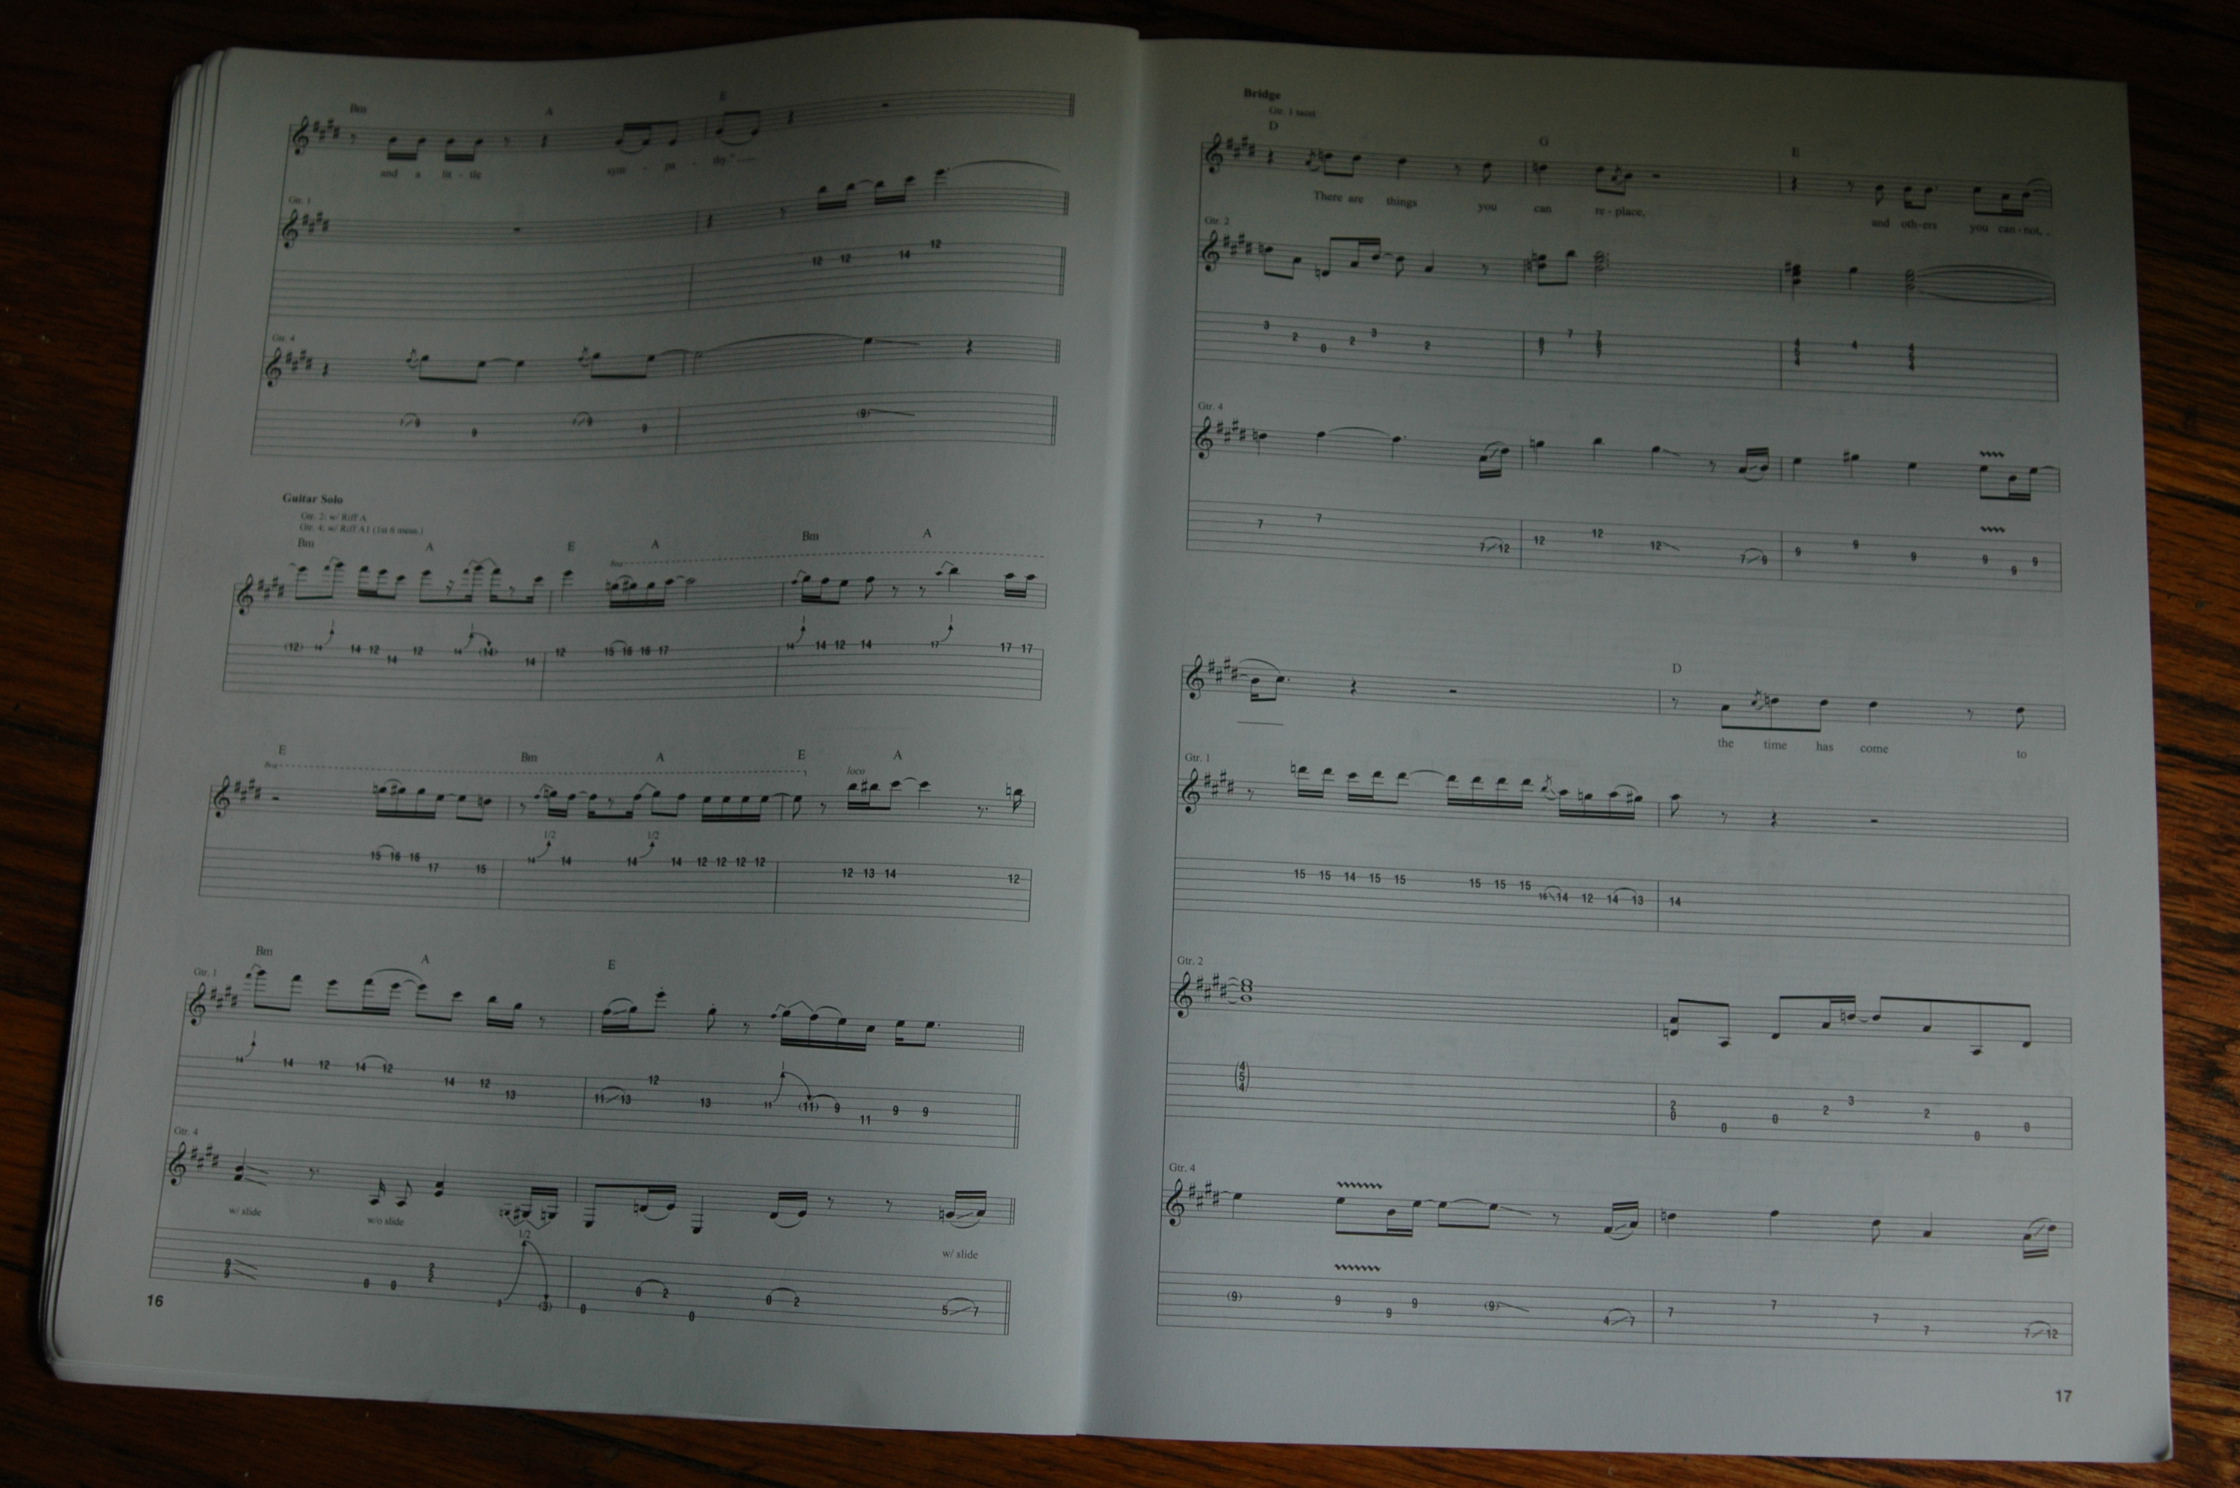 Bm A E
and a lit - tle sym - pa - thy."
Gtr. 1
12 12 14 12
Gtr. 4
7 9 9 7 9 9 (9)
Guitar Solo
Gtr. 2: w/ Riff A
Gtr. 4: w/ Riff A1 (1st 6 meas.)
Bm A E A Bm A
8va
1 1 1 1
(12) 14 14 12 14 12 14 (14) 14 12 15 16 16 17 14 14 12 14 17 17 17
E Bm A E A
8va loco
1/2 1/2
15 16 16 17 15 14 14 14 14 12 12 12 12 12 13 14 12
Bm A E
Gtr. 1
1 1
14 14 12 14 12 14 12 13 11 13 12 13 11 (11) 9 11 9 9
Gtr. 4
w/ slide w/o slide w/ slide
1/2
9 9 0 0 2 2 3 (3) 0 0 2 0 0 2 5 7
16
Bridge
Gtr. 1 tacet
D G E
There are things you can re - place, and oth - ers you can - not.
Gtr. 2
3 2 0 2 3 2 7 4
Gtr. 4
7 7 7 12 12 12 12 7 9 9 9 9 9 9 9
D
the time has come to
Gtr. 1
15 15 14 15 15 15 15 15 16 14 12 14 13 14
Gtr. 2
(4 5 4) 2 0 0 0 2 3 2 0 0
Gtr. 4
(9) 9 9 9 (9) 4 7 7 7 7 7 7 12
17